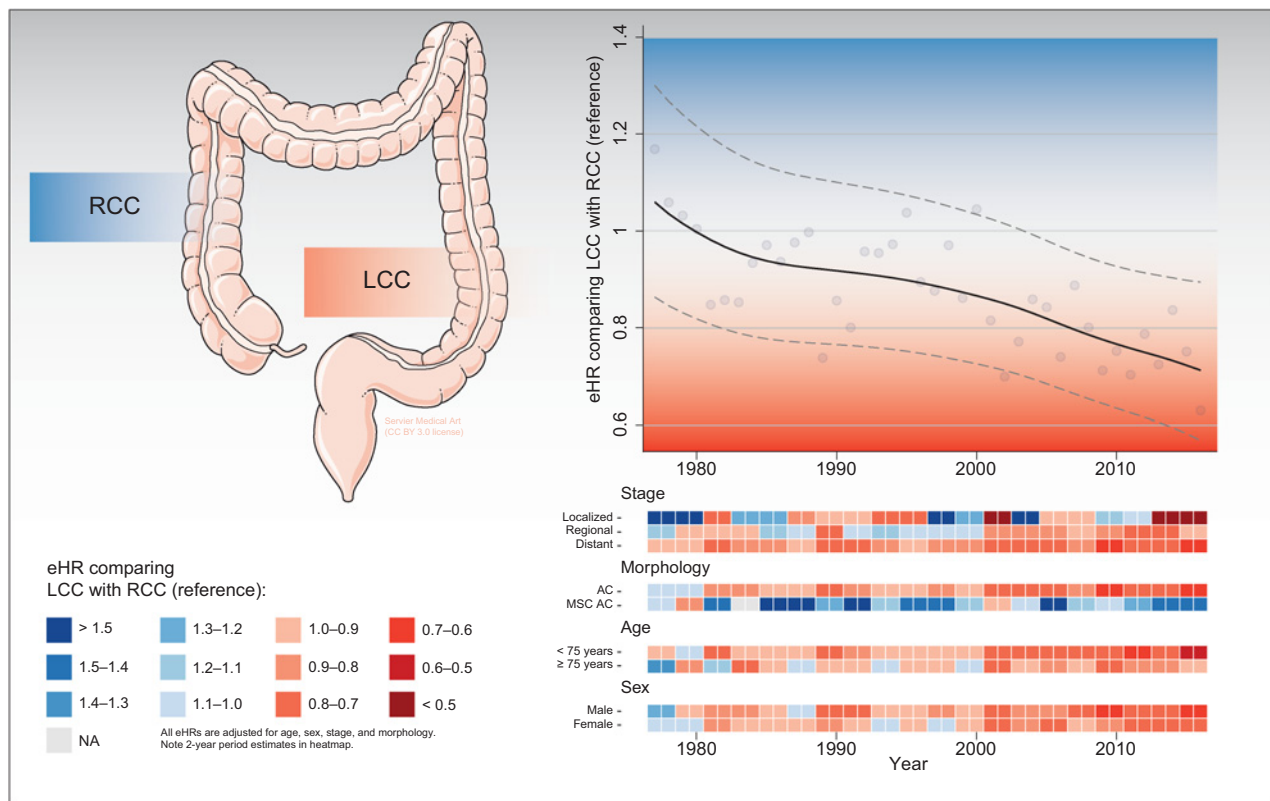 RCC
LCC
Servier Medical Art
(CC BY 3.0 license)
eHR comparing
LCC with RCC (reference):
> 1.5
1.3–1.2
1.0–0.9
0.7–0.6
1.5–1.4
1.2–1.1
0.9–0.8
0.6–0.5
1.4–1.3
1.1–1.0
0.8–0.7
< 0.5
NA
All eHRs are adjusted for age, sex, stage, and morphology.
Note 2-year period estimates in heatmap.
eHR comparing LCC with RCC (reference)
1.4
1.2
1
0.8
0.6
1980
1990
2000
2010
Stage
Localized
Regional
Distant
Morphology
AC
MSC AC
Age
< 75 years
≥ 75 years
Sex
Male
Female
1980
1990
2000
2010
Year